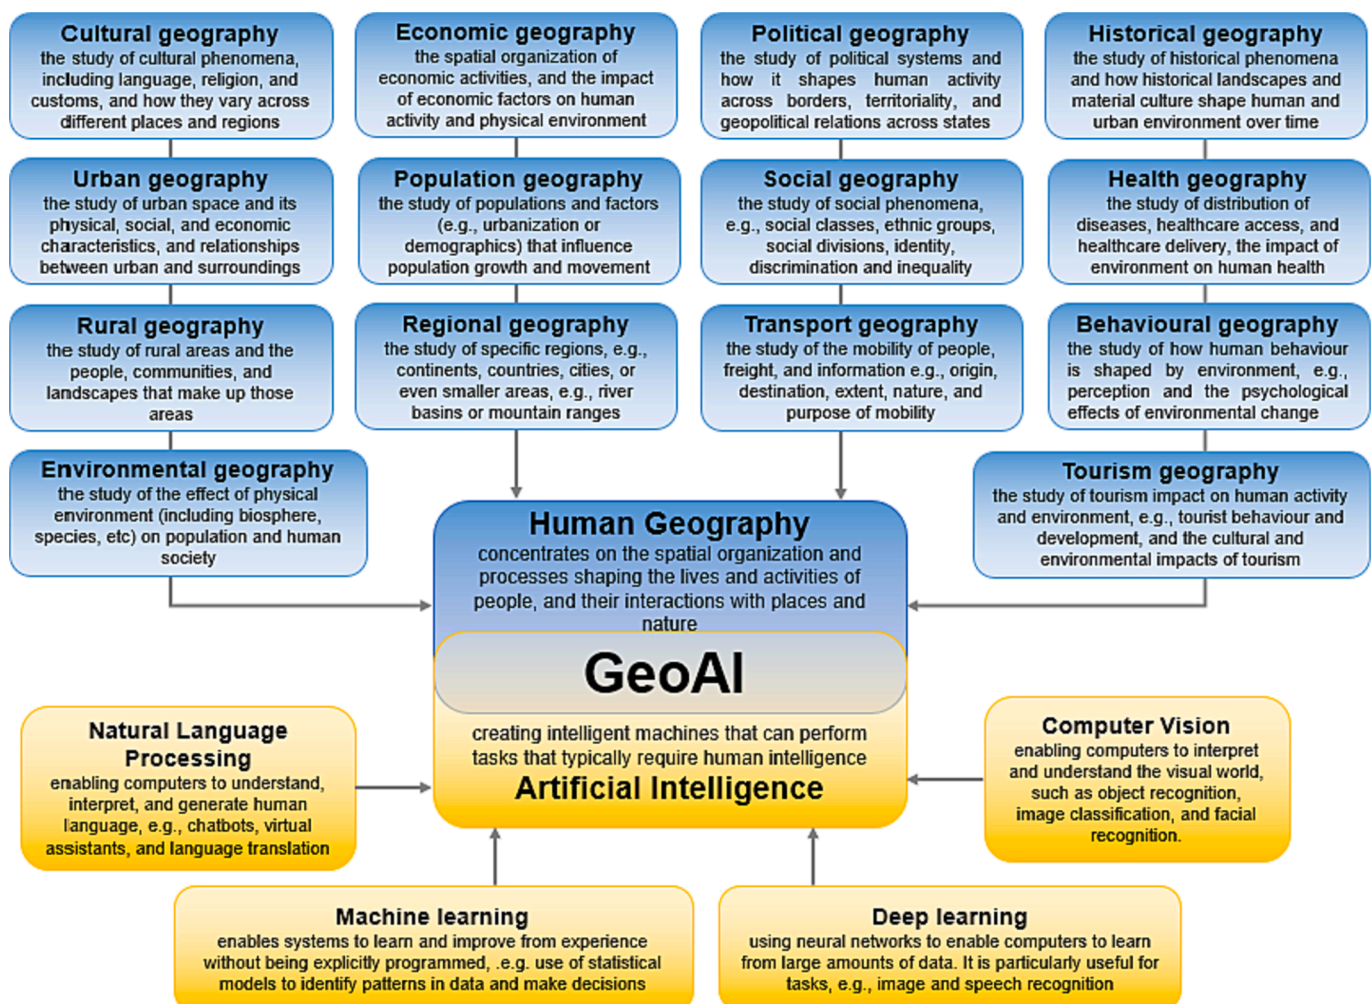 Cultural geography
the study of cultural phenomena,
including language, religion, and
customs, and how they vary across
different places and regions
Economic geography
the spatial organization of
economic activities, and the impact
of economic factors on human
activity and physical environment
Political geography
the study of political systems and
how it shapes human activity
across borders, territoriality, and
geopolitical relations across states
Historical geography
the study of historical phenomena
and how historical landscapes and
material culture shape human and
urban environment over time
Urban geography
the study of urban space and its
physical, social, and economic
characteristics, and relationships
between urban and surroundings
Population geography
the study of populations and factors
(e.g., urbanization or
demographics) that influence
population growth and movement
Social geography
the study of social phenomena,
e.g., social classes, ethnic groups,
social divisions, identity,
discrimination and inequality
Health geography
the study of distribution of
diseases, healthcare access, and
healthcare delivery, the impact of
environment on human health
Rural geography
the study of rural areas and the
people, communities, and
landscapes that make up those
areas
Regional geography
the study of specific regions, e.g.,
continents, countries, cities, or
even smaller areas, e.g., river
basins or mountain ranges
Transport geography
the study of the mobility of people,
freight, and information e.g., origin,
destination, extent, nature, and
purpose of mobility
Behavioural geography
the study of how human behaviour
is shaped by environment, e.g.,
perception and the psychological
effects of environmental change
Environmental geography
the study of the effect of physical
environment (including biosphere,
species, etc) on population and human
society
Tourism geography
the study of tourism impact on human activity
and environment, e.g., tourist behaviour and
development, and the cultural and
environmental impacts of tourism
Human Geography
concentrates on the spatial organization and
processes shaping the lives and activities of
people, and their interactions with places and
nature
GeoAI
creating intelligent machines that can perform
tasks that typically require human intelligence
Artificial Intelligence
Natural Language
Processing
enabling computers to understand,
interpret, and generate human
language, e.g., chatbots, virtual
assistants, and language translation
Computer Vision
enabling computers to interpret
and understand the visual world,
such as object recognition,
image classification, and facial
recognition.
Machine learning
enables systems to learn and improve from experience
without being explicitly programmed, .e.g. use of statistical
models to identify patterns in data and make decisions
Deep learning
using neural networks to enable computers to learn
from large amounts of data. It is particularly useful for
tasks, e.g., image and speech recognition